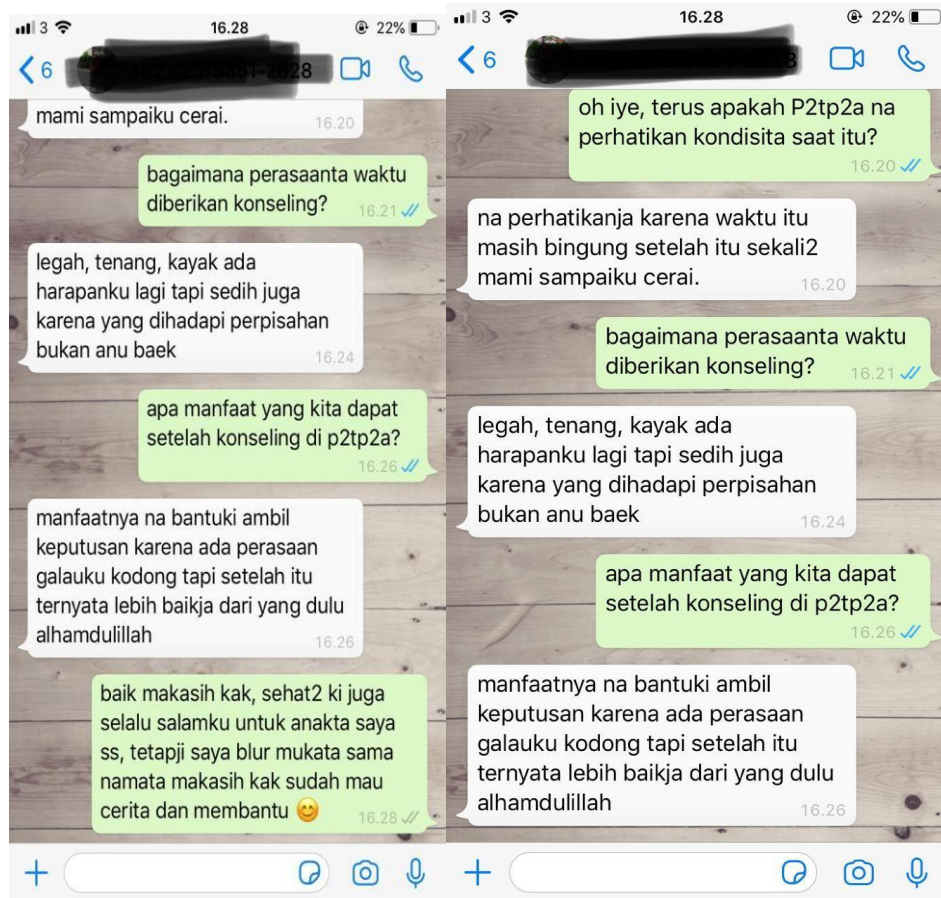 3
16.28
22%
6
mami sampaiku cerai.
16.20
bagaimana perasaanta waktu
diberikan konseling?
16.21
legah, tenang, kayak ada
harapanku lagi tapi sedih juga
karena yang dihadapi perpisahan
bukan anu baek
16.24
apa manfaat yang kita dapat
setelah konseling di p2tp2a?
16.26
manfaatnya na bantuki ambil
keputusan karena ada perasaan
galauku kodong tapi setelah itu
ternyata lebih baikja dari yang dulu
alhamdulillah
16.26
baik makasih kak, sehat2 ki juga
selalu salamku untuk anakta saya
ss, tetapji saya blur mukata sama
namata makasih kak sudah mau
cerita dan membantu 😊
16.28
3
16.28
22%
6
oh iye, terus apakah P2tp2a na
perhatikan kondisita saat itu?
16.20
na perhatikanja karena waktu itu
masih bingung setelah itu sekali2
mami sampaiku cerai.
16.20
bagaimana perasaanta waktu
diberikan konseling?
16.21
legah, tenang, kayak ada
harapanku lagi tapi sedih juga
karena yang dihadapi perpisahan
bukan anu baek
16.24
apa manfaat yang kita dapat
setelah konseling di p2tp2a?
16.26
manfaatnya na bantuki ambil
keputusan karena ada perasaan
galauku kodong tapi setelah itu
ternyata lebih baikja dari yang dulu
alhamdulillah
16.26